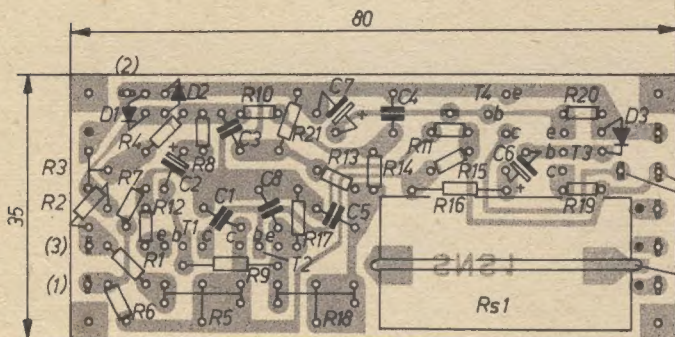 80
35
(2)
D2
R10
C7
C4
T4
e
R20
D1
b
D3
R4
R8
C3
R21
R11
c
e
b
T3
R3
C2
R13
R14
R15
C6
c
R7
C8
R2
R12
C1
C5
R16
R19
(3)
e
b
T1
c
b
e
R17
R1
T2
(1)
R9
LSNS
R6
R5
R18
Rs1
+
+
+